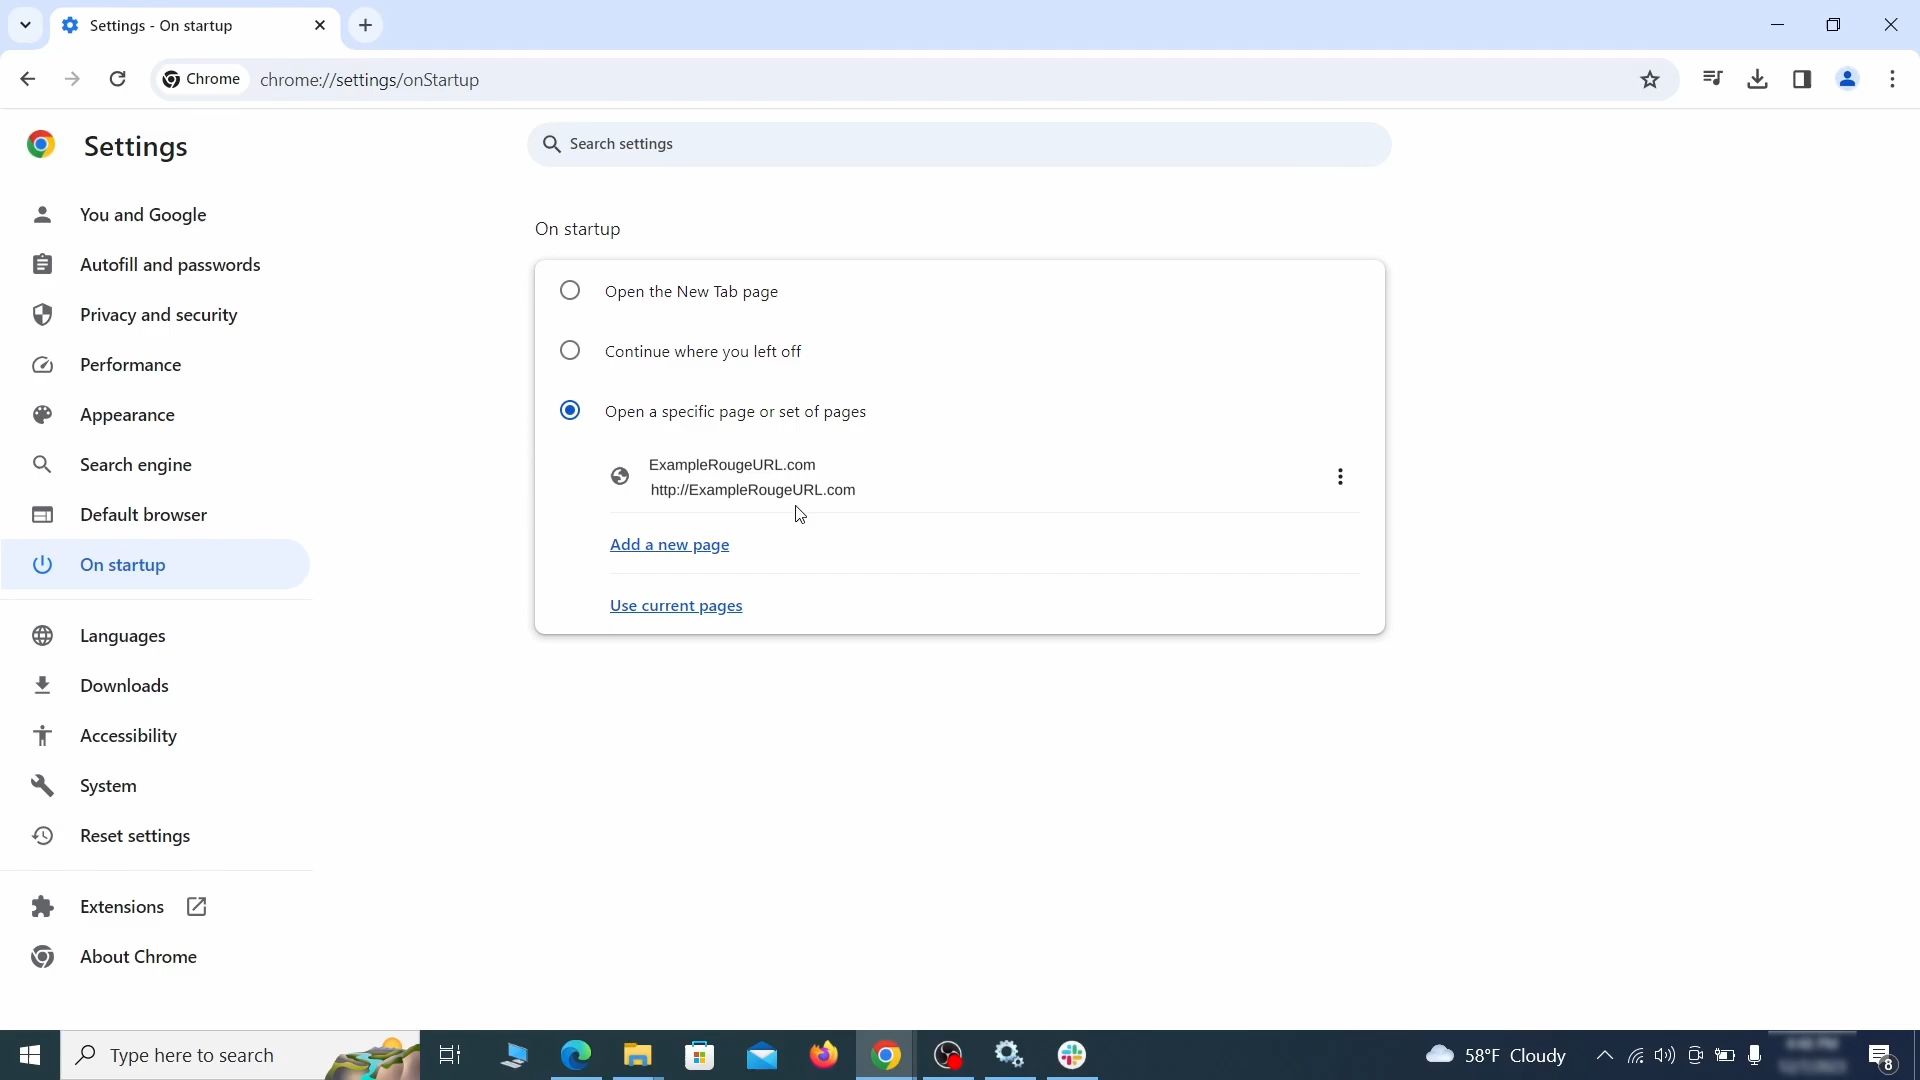 Settings - On startup
Chrome
chrome://settings/onStartup
Settings
Search settings
You and Google
Autofill and passwords
Privacy and security
Performance
Appearance
Search engine
Default browser
On startup
Languages
Downloads
Accessibility
System
Reset settings
Extensions
About Chrome
On startup
Open the New Tab page
Continue where you left off
Open a specific page or set of pages
ExampleRougeURL.com
http://ExampleRougeURL.com
Add a new page
Use current pages
Type here to search
58°F Cloudy
8